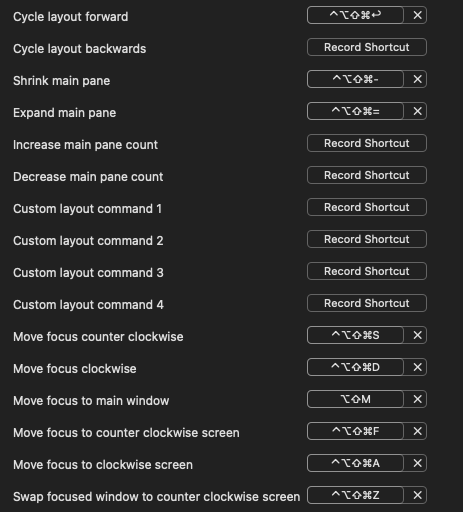 Cycle layout forward ^⌥⇧⌘↩ ×
Cycle layout backwards Record Shortcut
Shrink main pane ^⌥⇧⌘- ×
Expand main pane ^⌥⇧⌘= ×
Increase main pane count Record Shortcut
Decrease main pane count Record Shortcut
Custom layout command 1 Record Shortcut
Custom layout command 2 Record Shortcut
Custom layout command 3 Record Shortcut
Custom layout command 4 Record Shortcut
Move focus counter clockwise ^⌥⇧⌘S ×
Move focus clockwise ^⌥⇧⌘D ×
Move focus to main window ⌥⇧M ×
Move focus to counter clockwise screen ^⌥⇧⌘F ×
Move focus to clockwise screen ^⌥⇧⌘A ×
Swap focused window to counter clockwise screen ^⌥⇧⌘Z ×